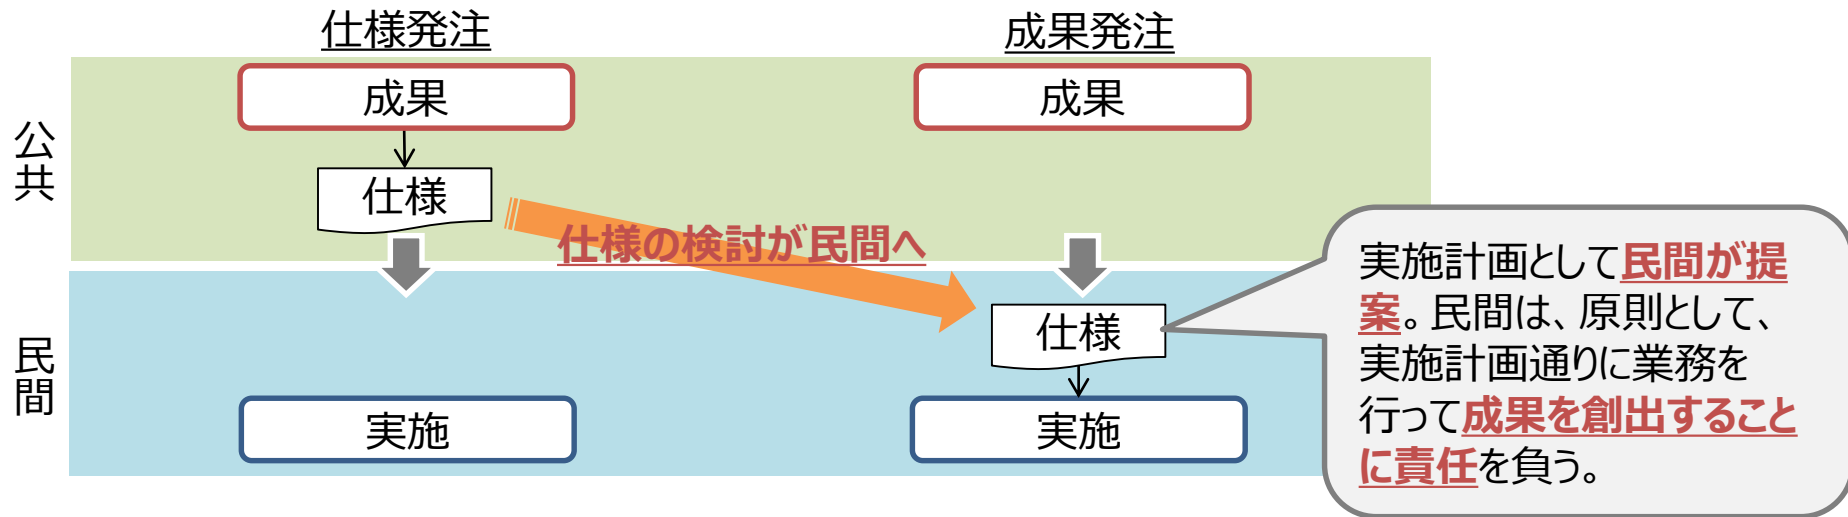 仕様発注
成果発注
公共
成果
成果
仕様
仕様の検討が民間へ
民間
仕様
実施
実施
実施計画として民間が提
案。民間は、原則として、
実施計画通りに業務を
行って成果を創出すること
に責任を負う。